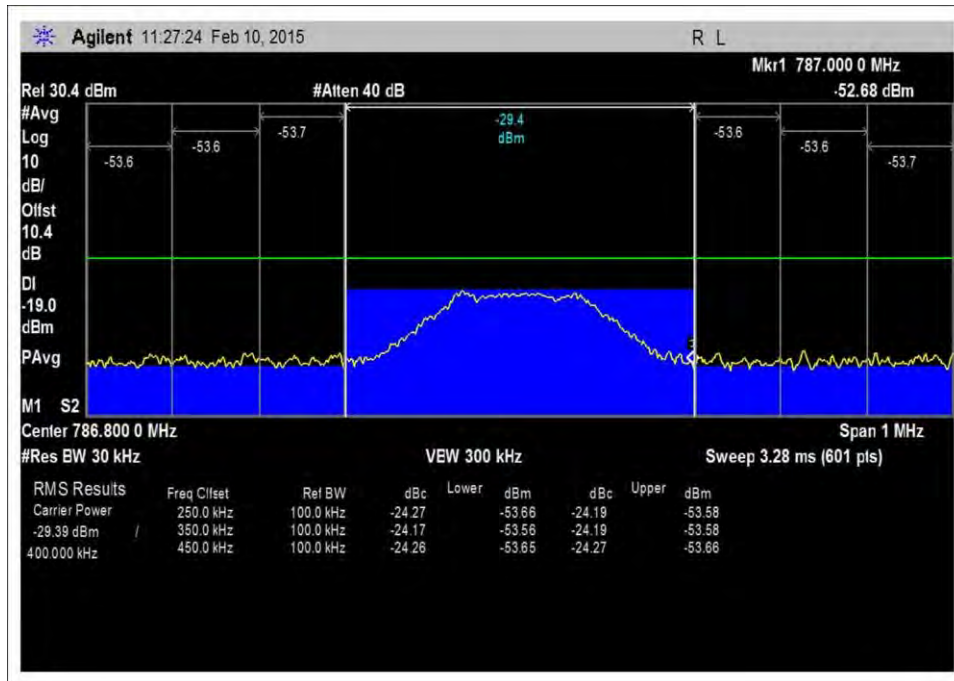 Agilent 11:27:24 Feb 10, 2015 R L
Mkr1 787.000 0 MHz
Rel 30.4 dBm #Atten 40 dB -52.68 dBm
#Avg
Log
10
dB/
Offst
10.4
dB
DI
-19.0
dBm
PAvg
M1 S2
-53.6 -53.6 -53.7 -29.4 dBm -53.6 -53.6 -53.7
Center 786.800 0 MHz Span 1 MHz
#Res BW 30 kHz VEW 300 kHz Sweep 3.28 ms (601 pts)
RMS Results Freq Clfset Ref BW dBc Lower dBm dBc Upper dBm
Carrier Power 250.0 kHz 100.0 kHz -24.27 -53.66 -24.19 -53.58
-29.39 dBm / 350.0 kHz 100.0 kHz -24.17 -53.56 -24.19 -53.58
400.000 kHz 450.0 kHz 100.0 kHz -24.26 -53.65 -24.27 -53.66